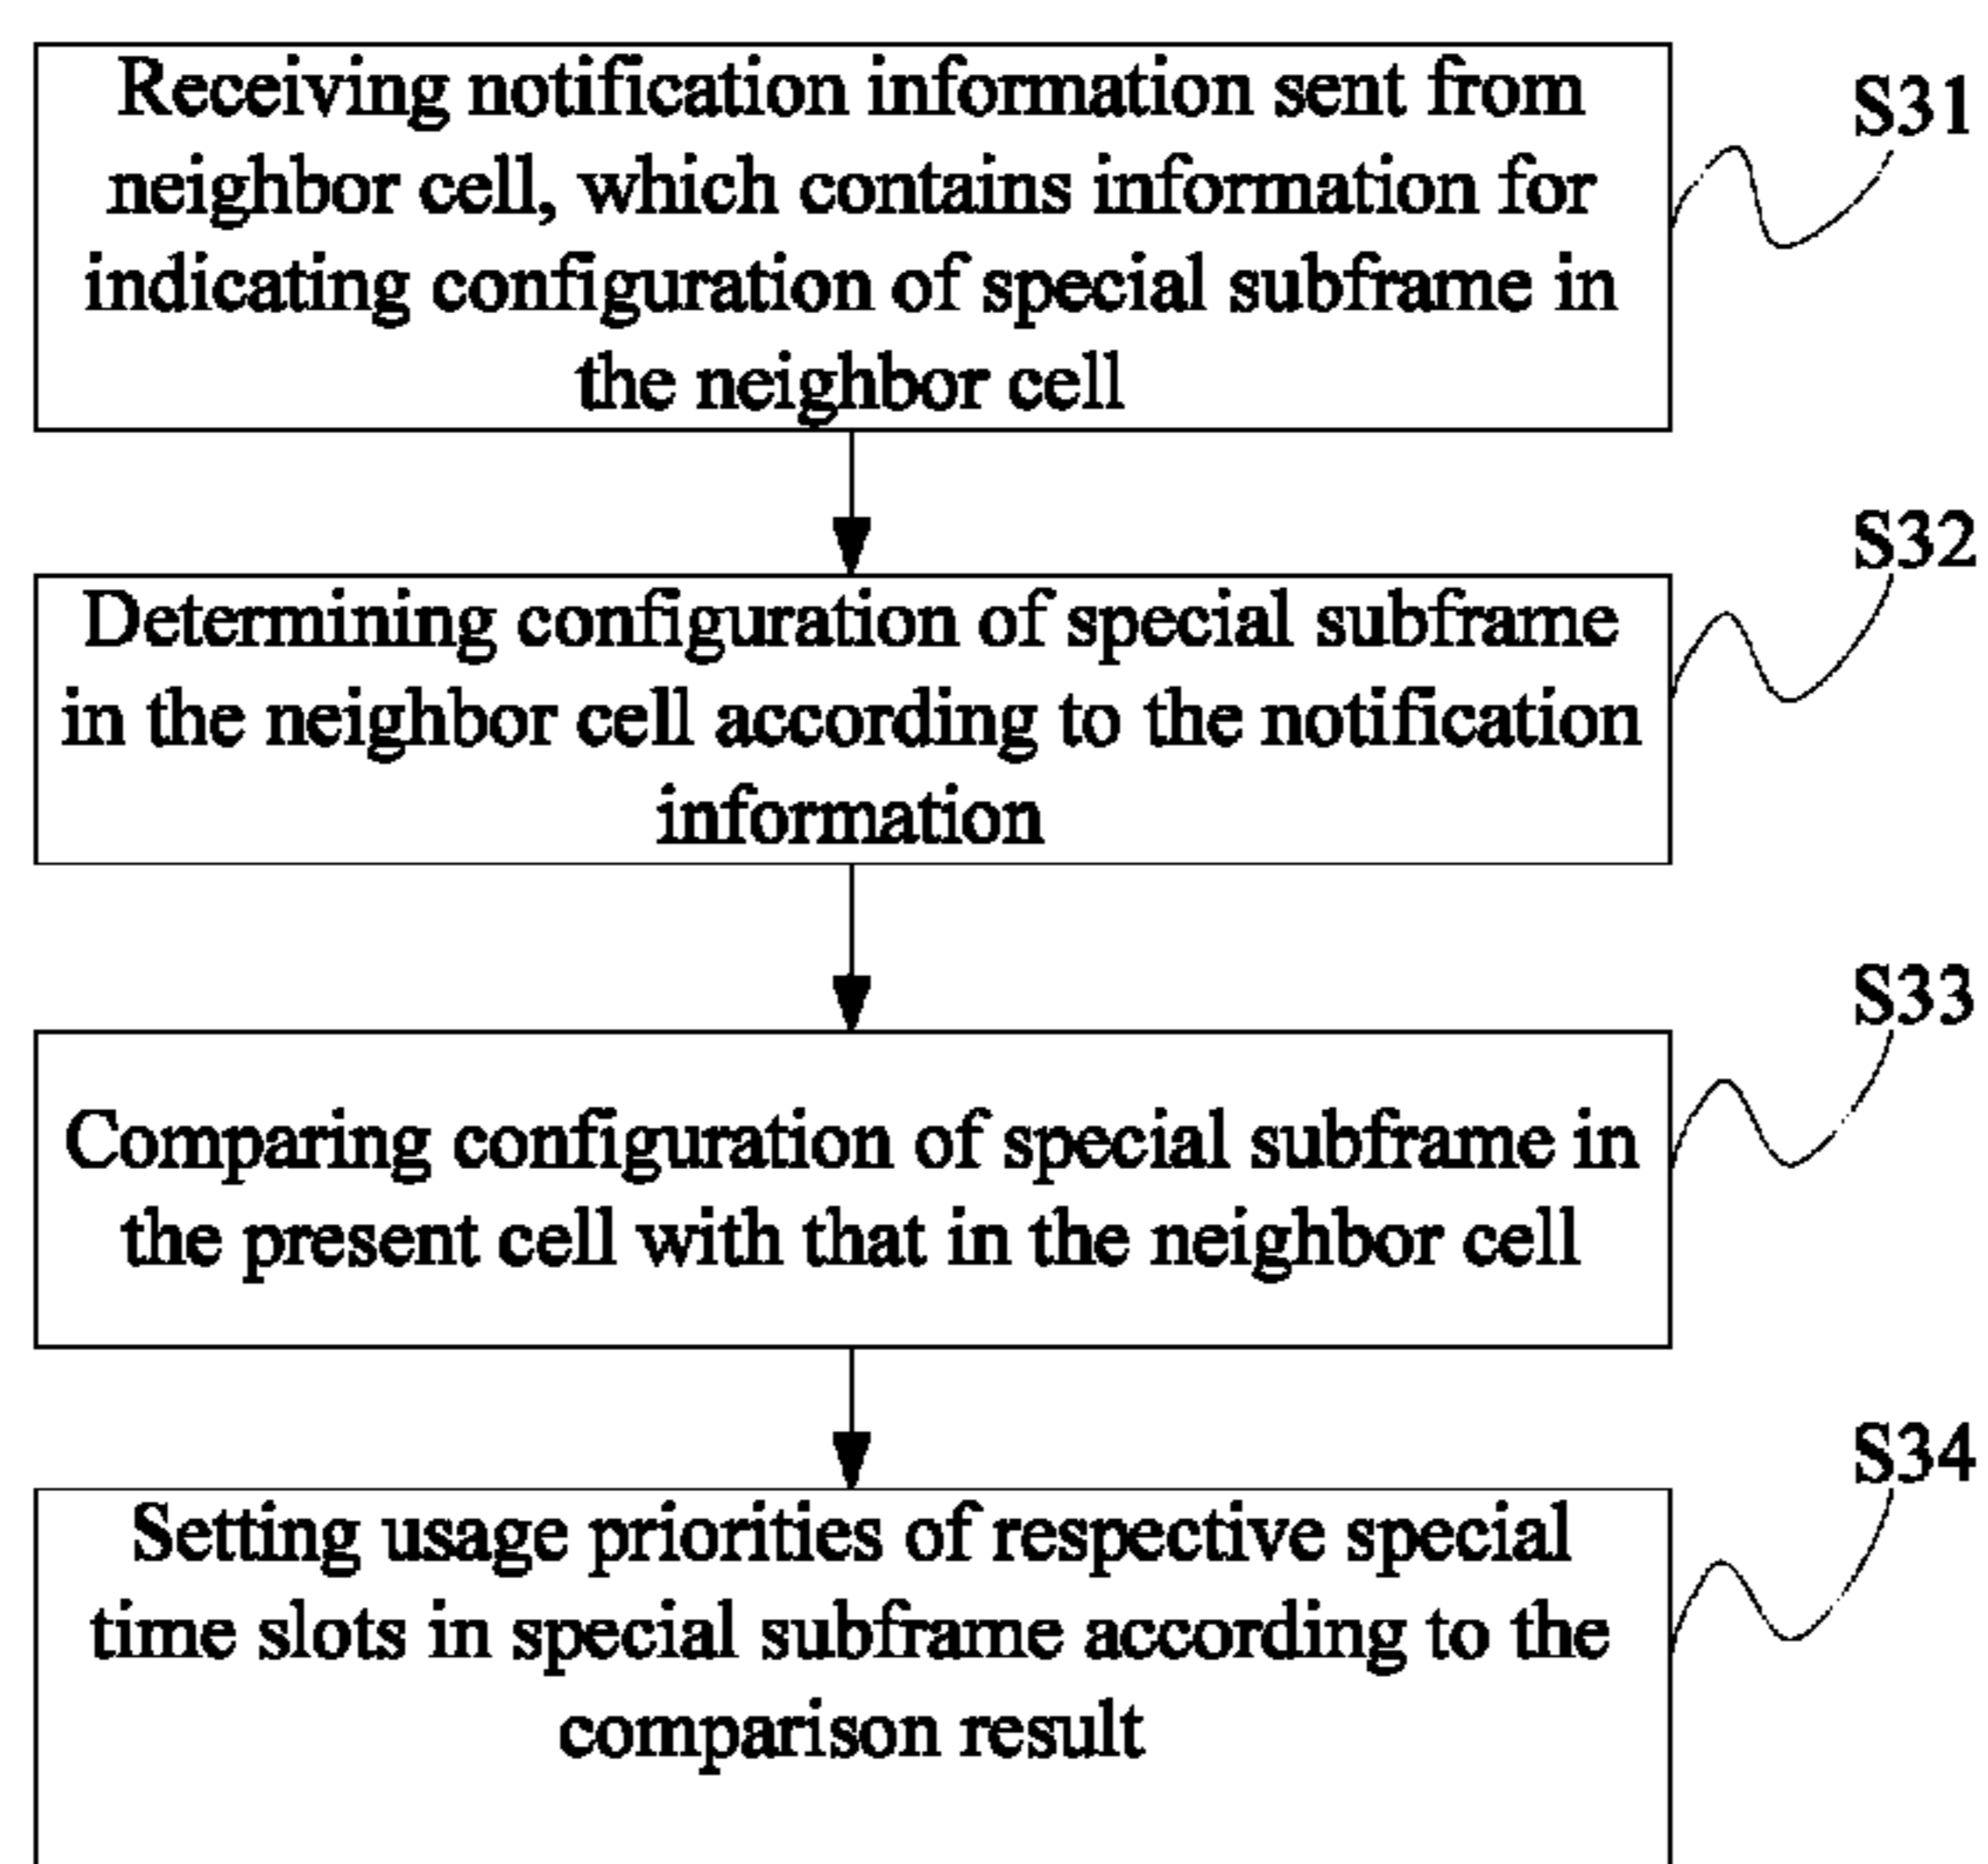 Receiving notification information sent from
neighbor cell, which contains information for
indicating configuration of special subframe in
the neighbor cell
S31
Determining configuration of special subframe
in the neighbor cell according to the notification
information
S32
Comparing configuration of special subframe in
the present cell with that in the neighbor cell
S33
Setting usage priorities of respective special
time slots in special subframe according to the
comparison result
S34